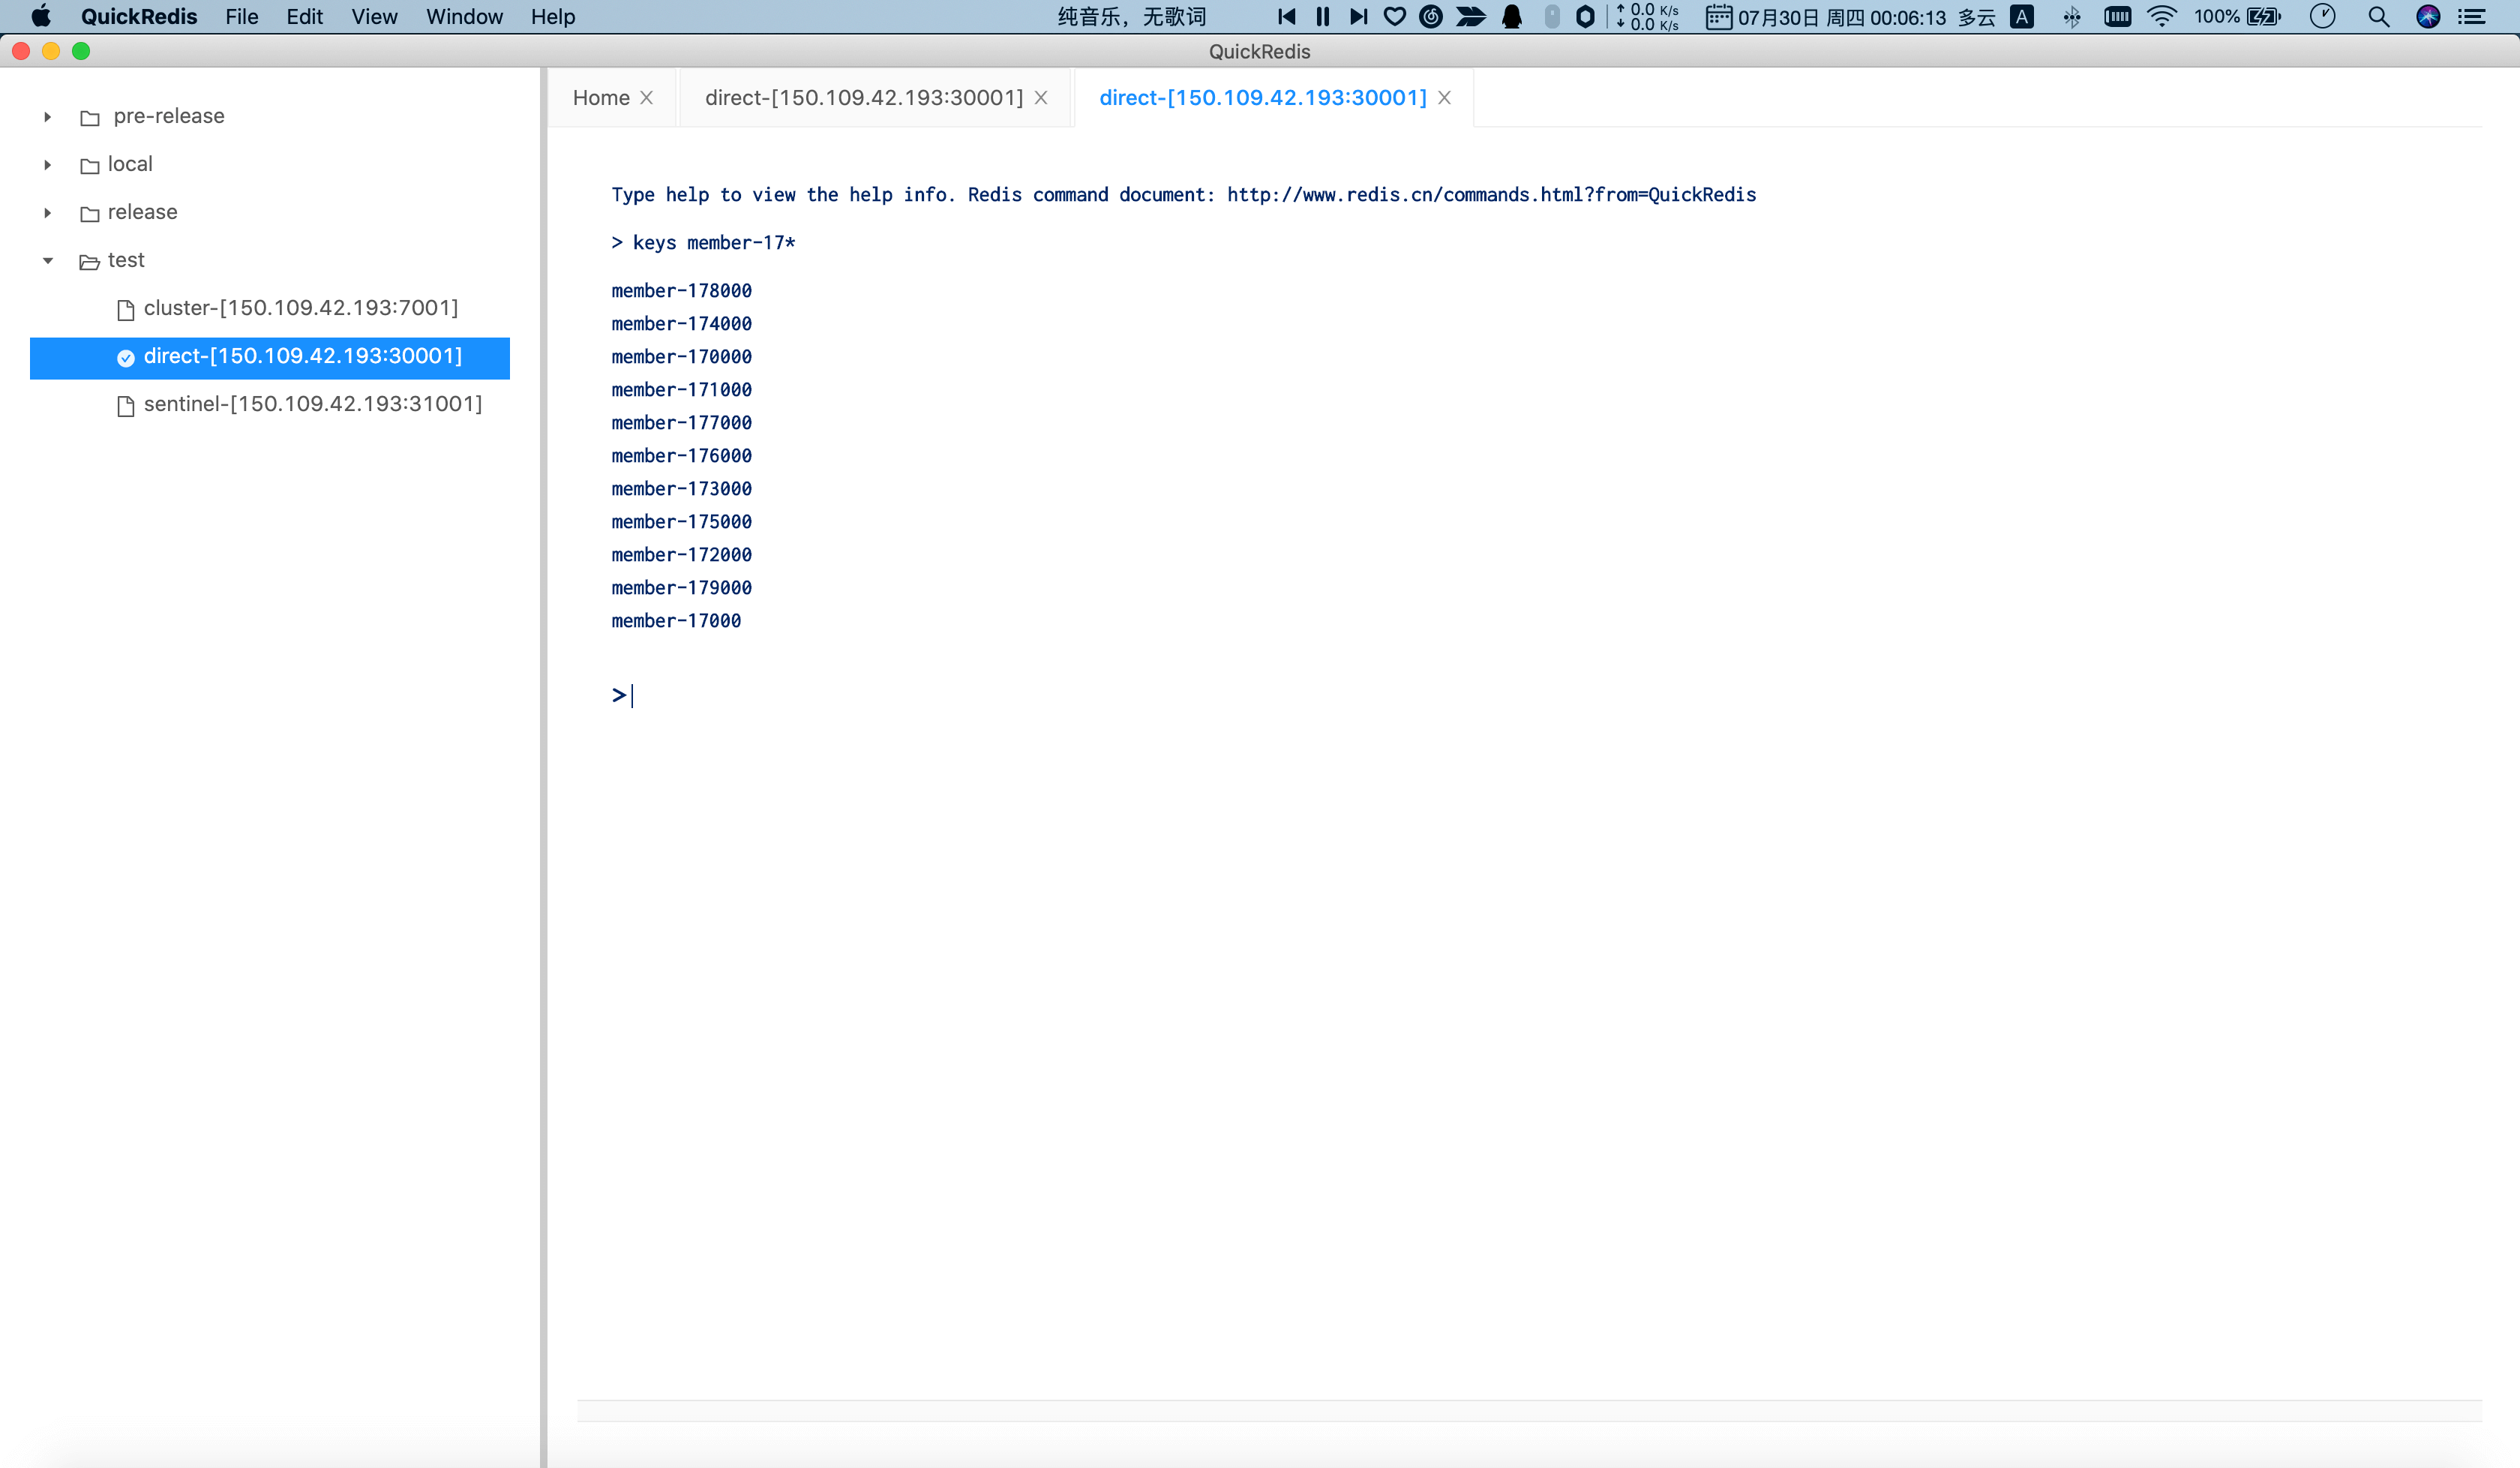 QuickRedis File Edit View Window Help 纯音乐，无歌词 0.0 K/s 0.0 K/s 07月30日 周四 00:06:13 多云 A 100%
QuickRedis
pre-release
local
release
test
cluster-[150.109.42.193:7001]
direct-[150.109.42.193:30001]
sentinel-[150.109.42.193:31001]
Home direct-[150.109.42.193:30001] direct-[150.109.42.193:30001]
Type help to view the help info. Redis command document: http://www.redis.cn/commands.html?from=QuickRedis
> keys member-17*
member-178000
member-174000
member-170000
member-171000
member-177000
member-176000
member-173000
member-175000
member-172000
member-179000
member-17000
>